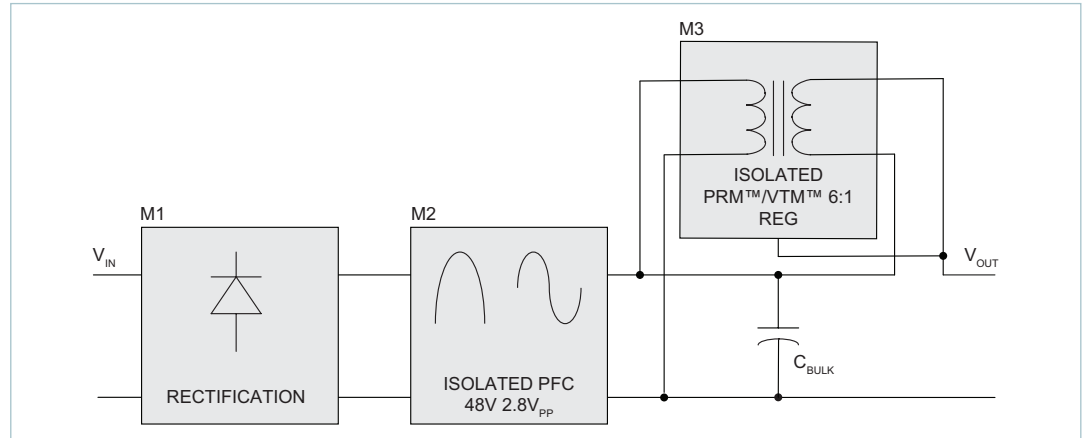 M3
ISOLATED
PRM™/VTM™ 6:1
REG
M1
M2
VIN
VOUT
RECTIFICATION
ISOLATED PFC
48V 2.8VPP
CBULK